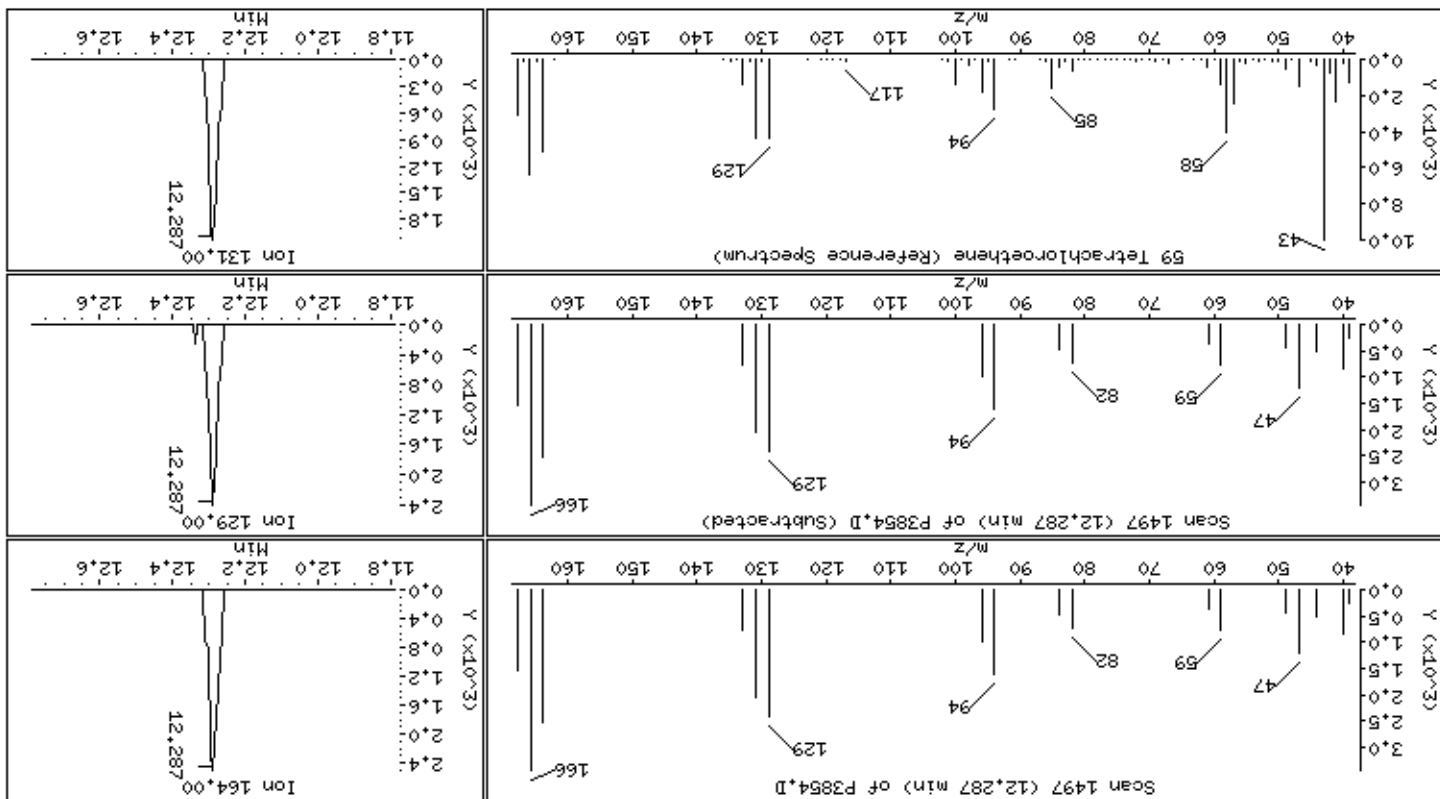 Scan 1497 (12.287 min) of P3854.D
Y (x10^3)
3.0
2.5
2.0
1.5
1.0
0.5
0.0
47
59
82
94
129
166
40 50 60 70 80 90 100 110 120 130 140 150 160
m/z
Ion 164.00
Y (x10^3)
2.4
2.0
1.6
1.2
0.8
0.4
0.0
12.287
11.8 12.0 12.2 12.4 12.6
Min
Scan 1497 (12.287 min) of P3854.D (Subtracted)
Y (x10^3)
3.0
2.5
2.0
1.5
1.0
0.5
0.0
47
59
82
94
129
166
40 50 60 70 80 90 100 110 120 130 140 150 160
m/z
Ion 129.00
Y (x10^3)
2.4
2.0
1.6
1.2
0.8
0.4
0.0
12.287
11.8 12.0 12.2 12.4 12.6
Min
59 Tetrachloroethene (Reference Spectrum)
Y (x10^3)
10.0
8.0
6.0
4.0
2.0
0.0
43
58
85
94
117
129
40 50 60 70 80 90 100 110 120 130 140 150 160
m/z
Ion 131.00
Y (x10^3)
1.8
1.5
1.2
0.9
0.6
0.3
0.0
12.287
11.8 12.0 12.2 12.4 12.6
Min